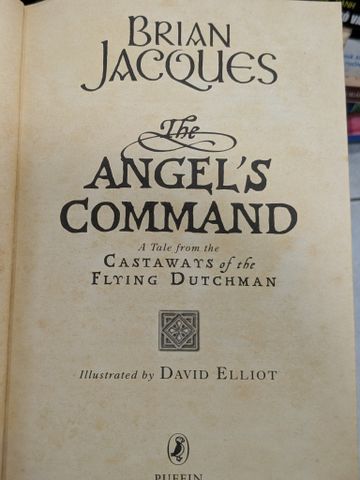 BRIAN
JACQUES
The
ANGEL'S
COMMAND
A Tale from the
CASTAWAYS of the
FLYING DUTCHMAN
Illustrated by DAVID ELLIOT
PUFFIN